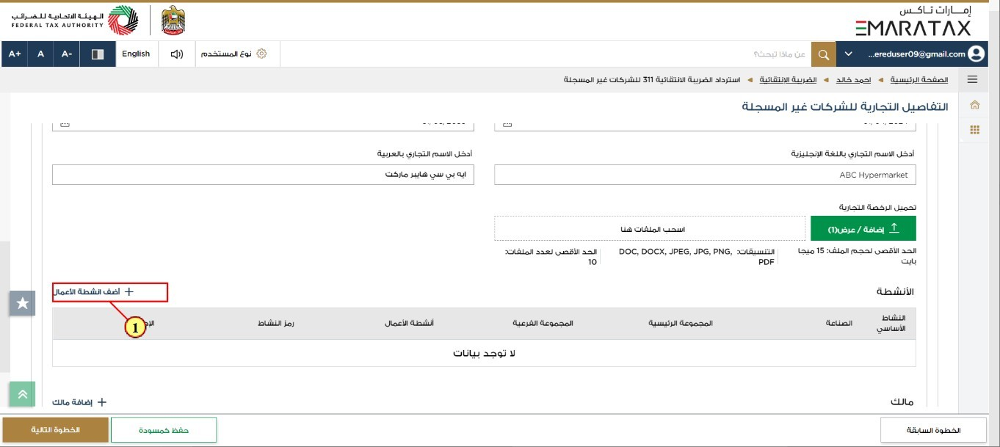 إمـارات تـاكـس
EMARATAX
الهيئة الاتحادية للضرائب
FEDERAL TAX AUTHORITY
...ereduser09@gmail.com
عن ماذا تبحث؟
نوع المستخدم
English
A-
A
A+
الصفحة الرئيسية ◄ احمد خالد ◄ الضريبة الانتقائية ◄ استرداد الضريبة الانتقائية 311 للشركات غير المسجلة
التفاصيل التجارية للشركات غير المسجلة
أدخل الاسم التجاري باللغة الإنجليزية
أدخل الاسم التجاري بالعربية
ABC Hypermarket
ايه بي سي هايبر ماركت
تحميل الرخصة التجارية
إضافة / عرض(1)
اسحب الملفات هنا
الحد الأقصى لحجم الملف: 15 ميجا بايت
التنسيقات: DOC, DOCX, JPEG, JPG, PNG, PDF
الحد الأقصى لعدد الملفات: 10
الأنشطة
+ أضف انشطة الأعمال
1
النشاط الأساسي
الصناعة
المجموعة الرئيسية
المجموعة الفرعية
أنشطة الأعمال
رمز النشاط
لا توجد بيانات
مالك
+ إضافة مالك
الخطوة السابقة
حفظ كمسودة
الخطوة التالية